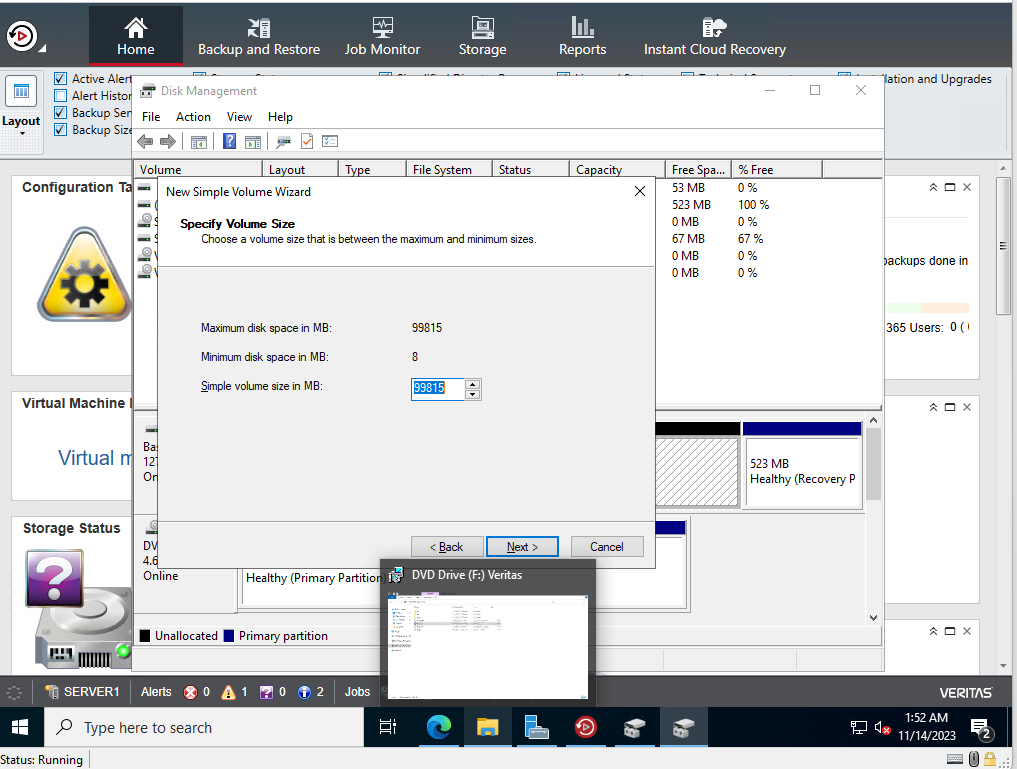 Home
Backup and Restore
Job Monitor
Storage
Reports
Instant Cloud Recovery
Layout
Active Alert
Alert Histor
Backup Ser
Backup Size
lation and Upgrades
Disk Management
File Action View Help
Volume Layout Type File System Status Capacity Free Spa... % Free
53 MB 0 %
523 MB 100 %
0 MB 0 %
67 MB 67 %
0 MB 0 %
0 MB 0 %
New Simple Volume Wizard
Specify Volume Size
Choose a volume size that is between the maximum and minimum sizes.
Maximum disk space in MB: 99815
Minimum disk space in MB: 8
Simple volume size in MB: 99815
< Back Next > Cancel
Configuration Ta
backups done in
365 Users: 0 (
Virtual Machine
Virtual m
Storage Status
Bas
127
On
523 MB
Healthy (Recovery P
DV
4.6
Online
Healthy (Primary Partition)
Unallocated Primary partition
DVD Drive (F:) Veritas
SERVER1 Alerts 0 1 0 2 Jobs
VERITAS
Type here to search
1:52 AM
11/14/2023
2
Status: Running